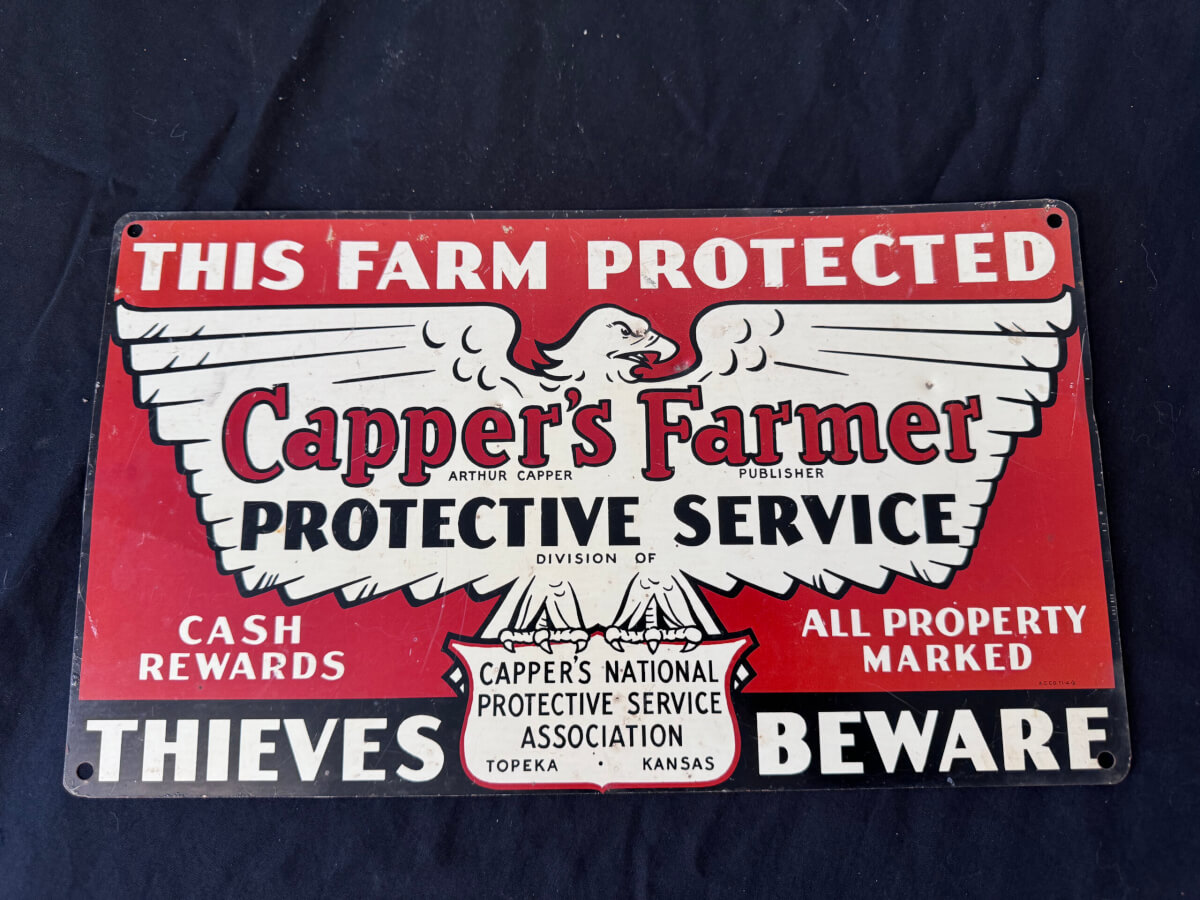 THIS FARM PROTECTED
Capper's Farmer
ARTHUR CAPPER PUBLISHER
PROTECTIVE SERVICE
DIVISION OF
CASH
REWARDS
ALL PROPERTY
MARKED
CAPPER'S NATIONAL
PROTECTIVE SERVICE
ASSOCIATION
TOPEKA · KANSAS
THIEVES BEWARE